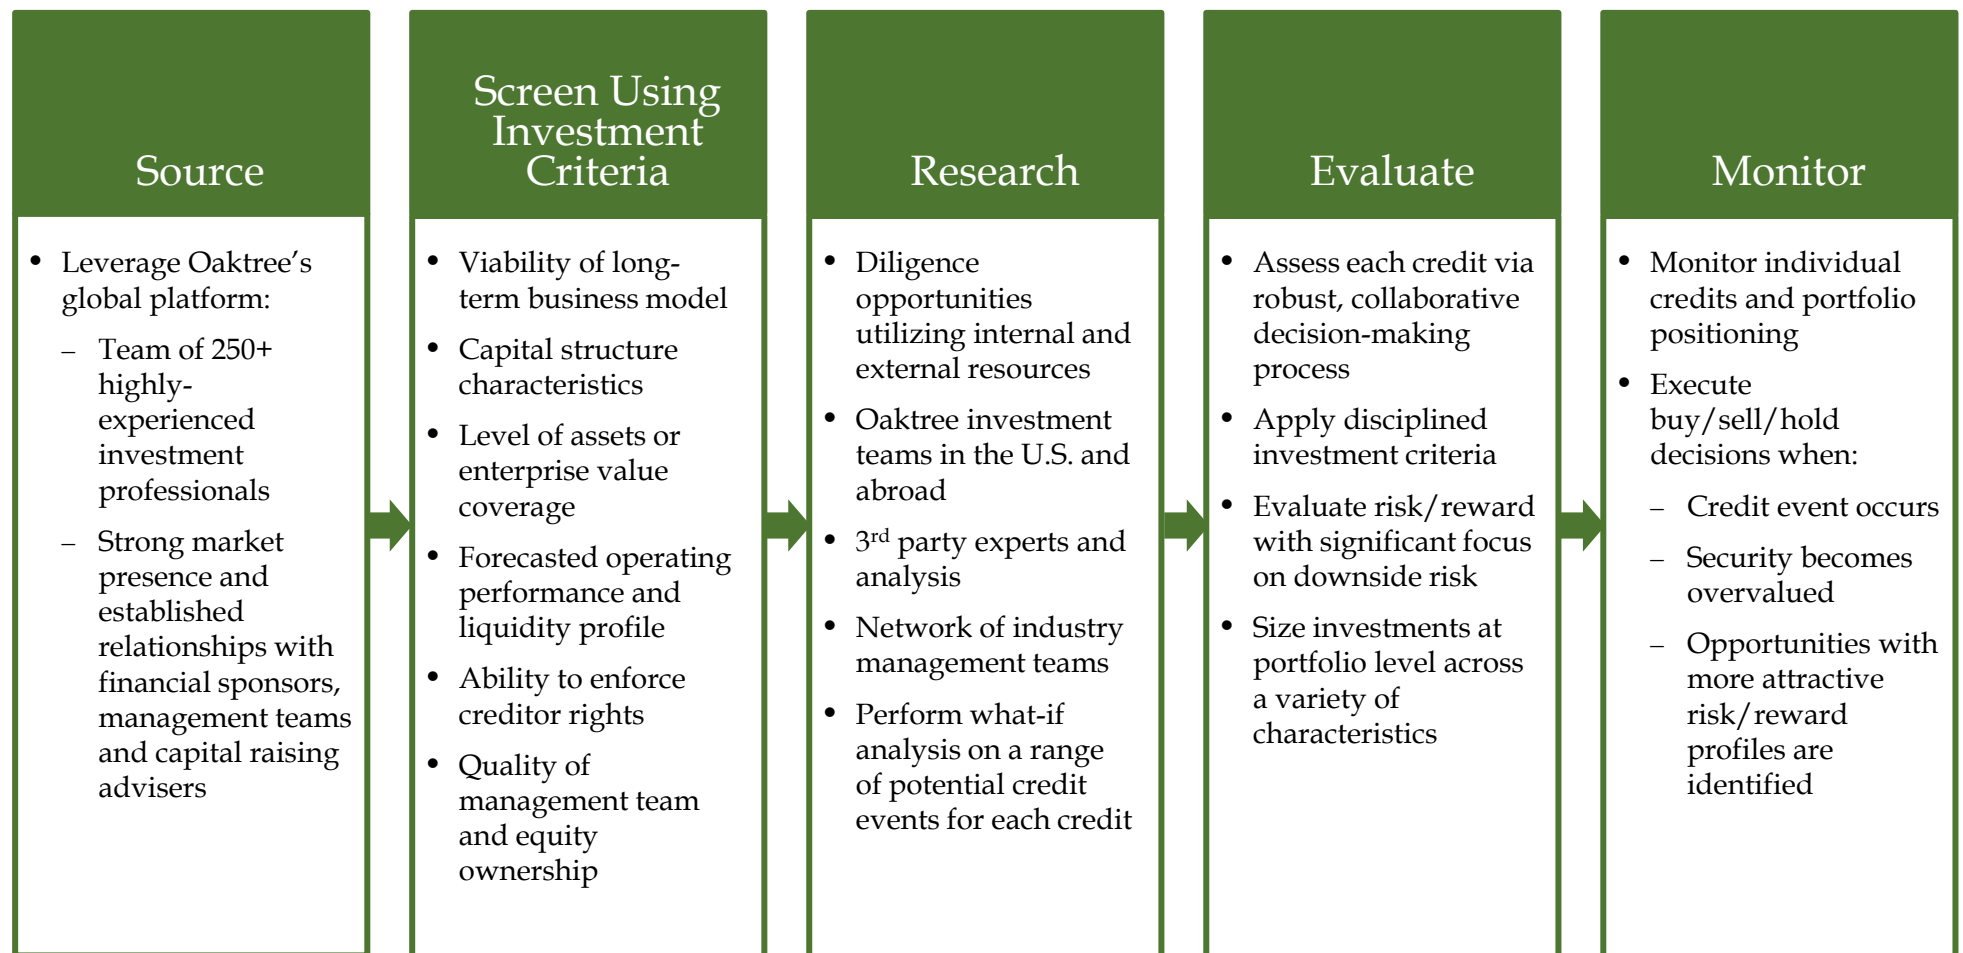 Source
• Leverage Oaktree’s
global platform:
– Team of 250+
highly-
experienced
investment
professionals
– Strong market
presence and
established
relationships with
financial sponsors,
management teams
and capital raising
advisers
Screen Using
Investment
Criteria
• Viability of long-
term business model
• Capital structure
characteristics
• Level of assets or
enterprise value
coverage
• Forecasted operating
performance and
liquidity profile
• Ability to enforce
creditor rights
• Quality of
management team
and equity
ownership
Research
• Diligence
opportunities
utilizing internal and
external resources
• Oaktree investment
teams in the U.S. and
abroad
• 3rd party experts and
analysis
• Network of industry
management teams
• Perform what-if
analysis on a range
of potential credit
events for each credit
Evaluate
• Assess each credit via
robust, collaborative
decision-making
process
• Apply disciplined
investment criteria
• Evaluate risk/reward
with significant focus
on downside risk
• Size investments at
portfolio level across
a variety of
characteristics
Monitor
• Monitor individual
credits and portfolio
positioning
• Execute
buy/sell/hold
decisions when:
– Credit event occurs
– Security becomes
overvalued
– Opportunities with
more attractive
risk/reward
profiles are
identified